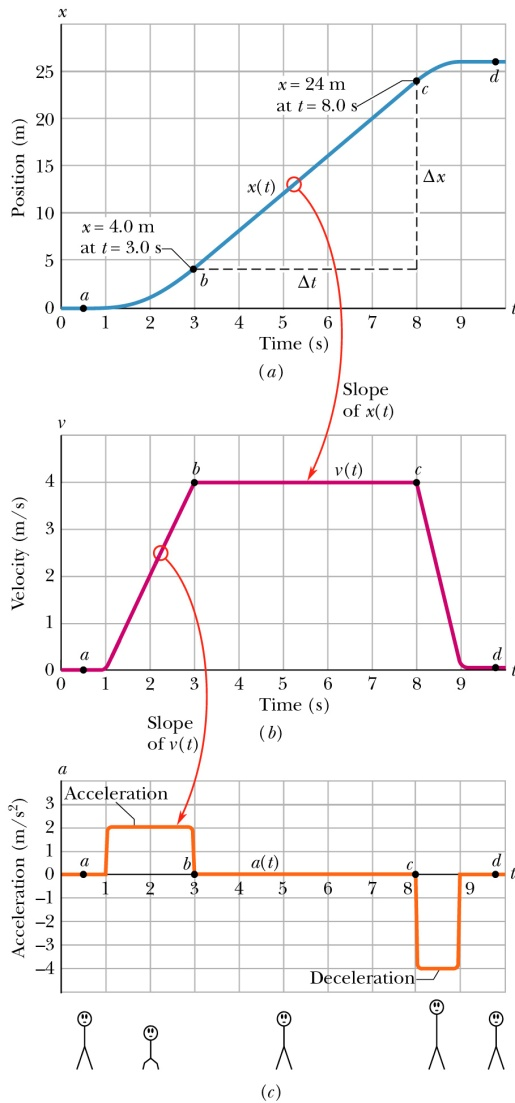 x
25
20
15
10
5
0
Position (m)
x = 24 m
at t = 8.0 s
c
d
x(t)
Δx
x = 4.0 m
at t = 3.0 s
a
b
Δt
0 1 2 3 4 5 6 7 8 9 t
Time (s)
(a)
Slope
of x(t)
v
b v(t) c
4
3
2
1
0
Velocity (m/s)
a
d
0 1 2 3 4 5 6 7 8 9 t
Time (s)
(b)
Slope
of v(t)
a
3
2
1
0
–1
–2
–3
–4
Acceleration (m/s²)
Acceleration
a b a(t) c d
1 2 3 4 5 6 7 8 9 t
Deceleration
(c)